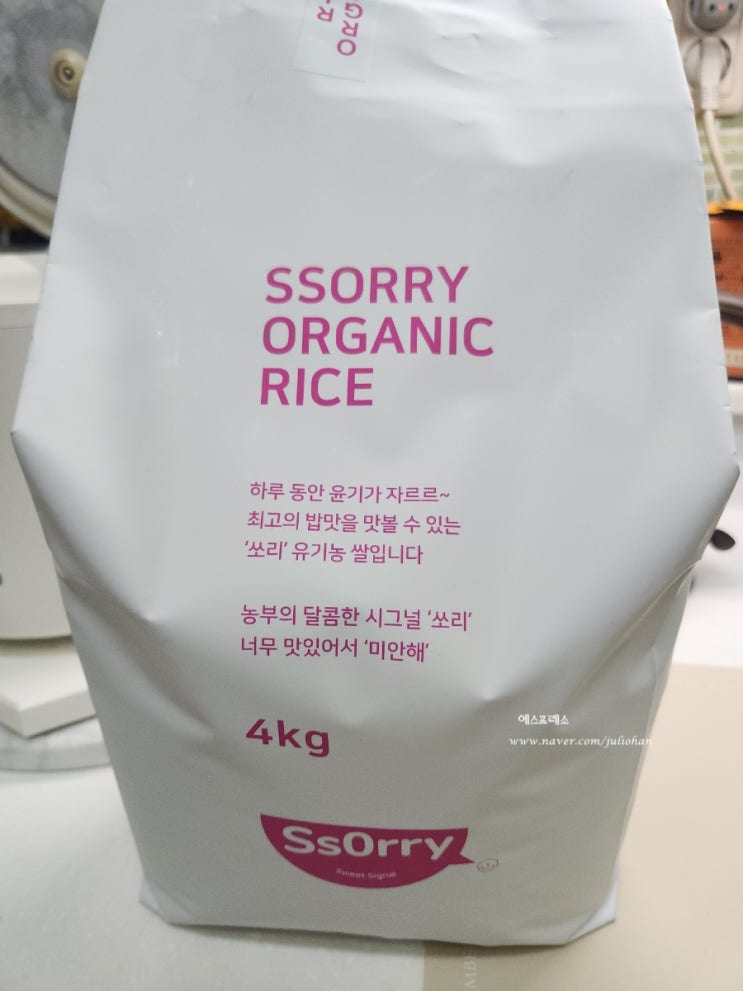 SSORRY
ORGANIC
RICE
하루 동안 윤기가 자르르~
최고의 밥맛을 맛볼 수 있는
‘쏘리’ 유기농 쌀입니다
농부의 달콤한 시그널 ‘쏘리’
너무 맛있어서 ‘미안해’
4kg
에스프레소
www.naver.com/juliohan
SsOrry
Sweet Signal